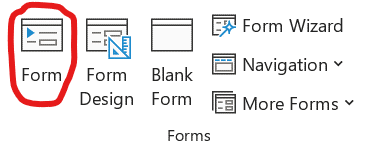 Form
Form Design
Blank Form
Form Wizard
Navigation
More Forms
Forms